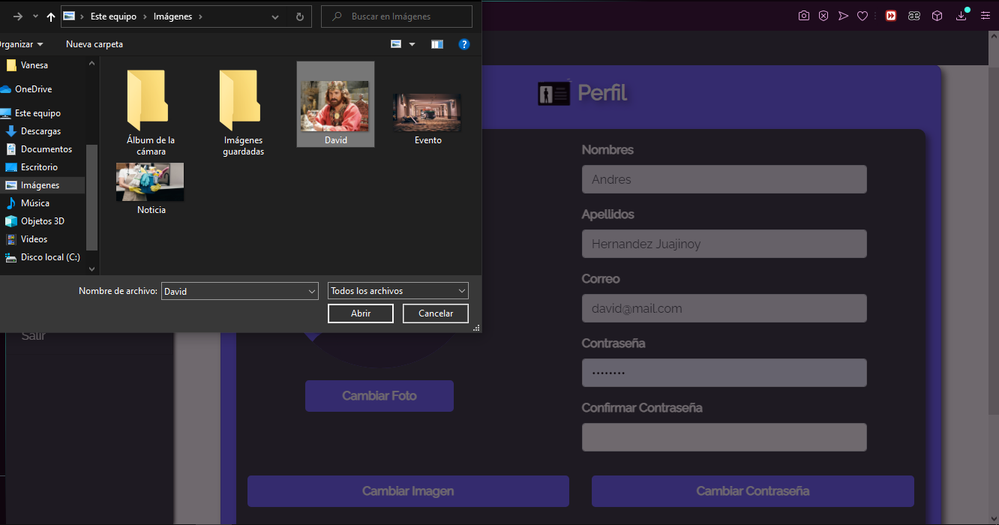 Este equipo > Imágenes >
Buscar en Imágenes
rganizar
Nueva carpeta
Vanesa
OneDrive
Este equipo
Descargas
Documentos
Escritorio
Imágenes
Música
Objetos 3D
Videos
Disco local (C:)
Álbum de la
cámara
Imágenes
guardadas
David
Evento
Noticia
Nombre de archivo:
David
Todos los archivos
Abrir
Cancelar
Salir
Perfil
Nombres
Andres
Apellidos
Hernandez Juajinoy
Correo
david@mail.com
Contraseña
••••••••
Confirmar Contraseña
Cambiar Foto
Cambiar Imagen
Cambiar Contraseña